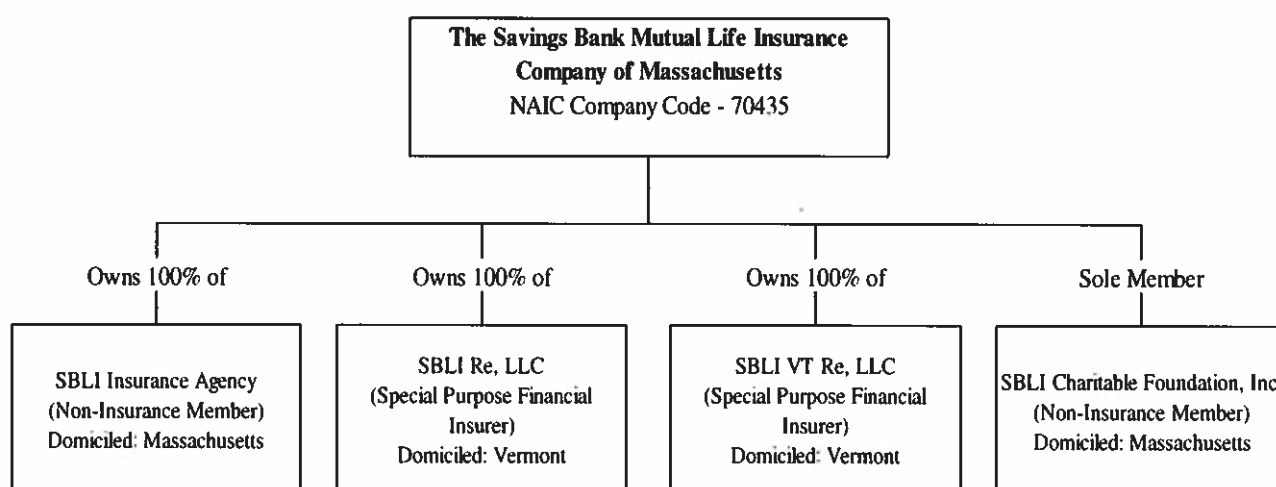 The Savings Bank Mutual Life Insurance
Company of Massachusetts
NAIC Company Code - 70435
Owns 100% of
Owns 100% of
Owns 100% of
Sole Member
SBLI Insurance Agency
(Non-Insurance Member)
Domiciled: Massachusetts
SBLI Re, LLC
(Special Purpose Financial
Insurer)
Domiciled: Vermont
SBLI VT Re, LLC
(Special Purpose Financial
Insurer)
Domiciled: Vermont
SBLI Charitable Foundation, Inc
(Non-Insurance Member)
Domiciled: Massachusetts